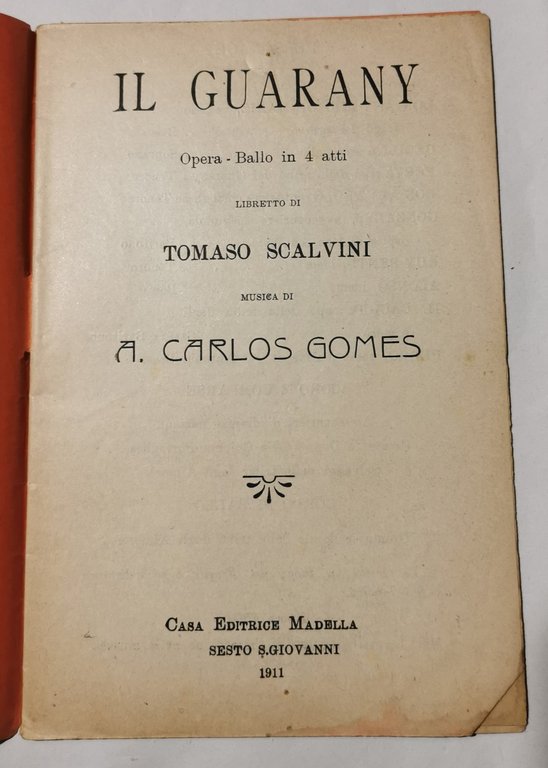 IL GUARANY
Opera - Ballo in 4 atti
LIBRETTO DI
TOMASO SCALVINI
MUSICA DI
A. CARLOS GOMES
CASA EDITRICE MADELLA
SESTO S.GIOVANNI
1911